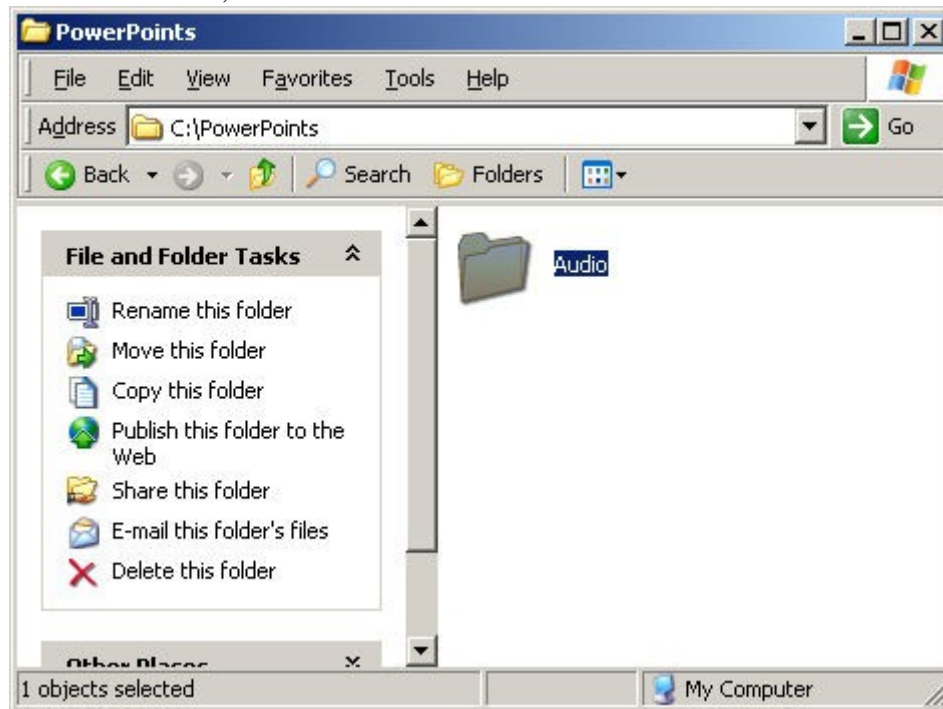 PowerPoints
File Edit View Favorites Tools Help
Address C:\PowerPoints Go
Back Search Folders
File and Folder Tasks
Rename this folder
Move this folder
Copy this folder
Publish this folder to the
Web
Share this folder
E-mail this folder's files
Delete this folder
Other Places
Audio
1 objects selected My Computer